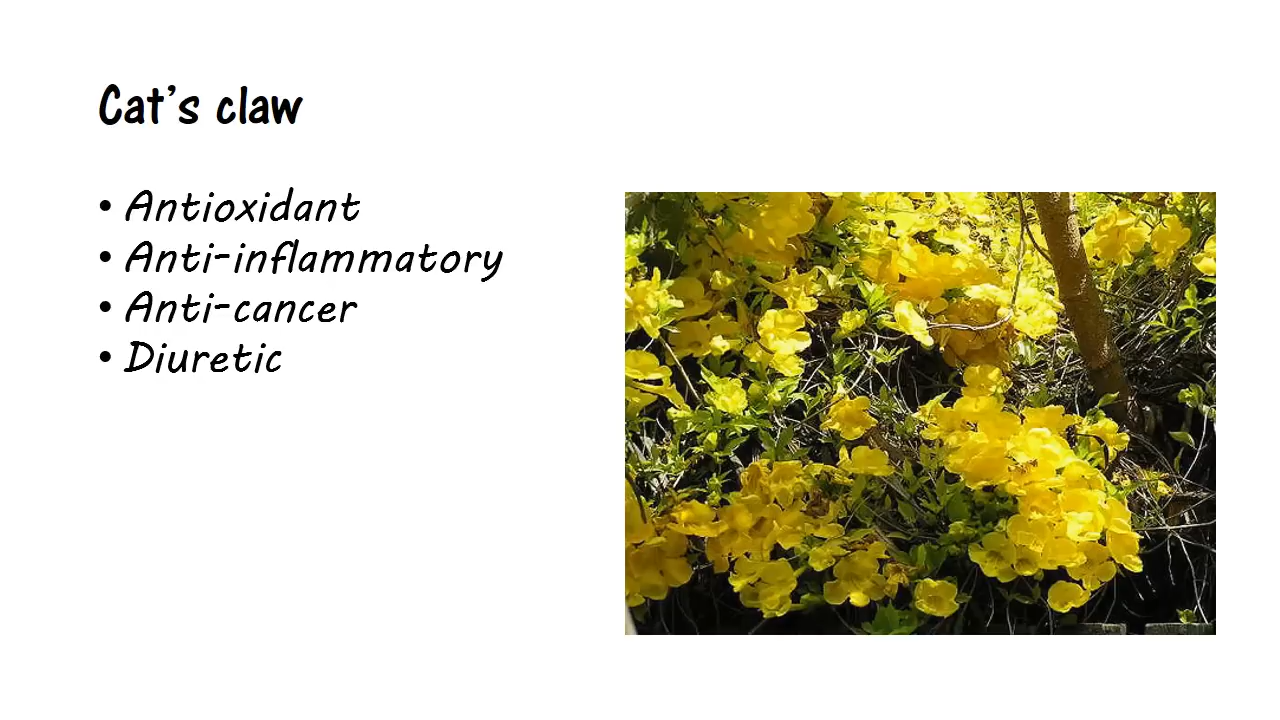 Cat's claw
• Antioxidant
• Anti-inflammatory
• Anti-cancer
• Diuretic